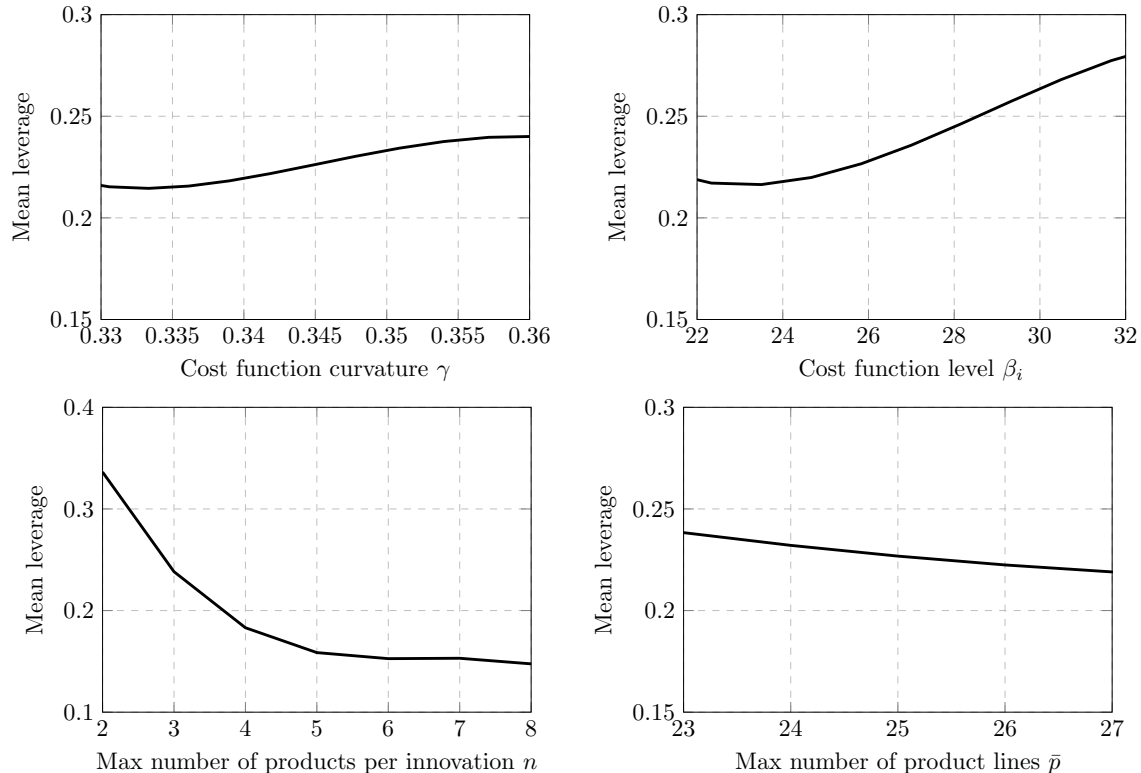 0.3
0.25
0.2
0.15
Mean leverage
0.33 0.335 0.34 0.345 0.35 0.355 0.36
Cost function curvature γ
0.3
0.25
0.2
0.15
Mean leverage
22 24 26 28 30 32
Cost function level βᵢ
0.4
0.3
0.2
0.1
Mean leverage
2 3 4 5 6 7 8
Max number of products per innovation n
0.3
0.25
0.2
0.15
Mean leverage
23 24 25 26 27
Max number of product lines p̄